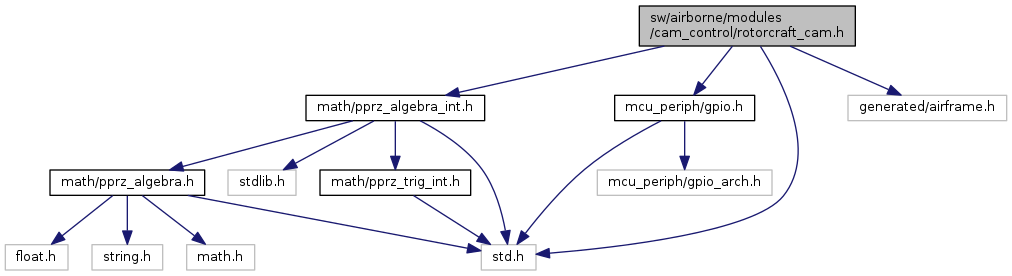 sw/airborne/modules
/cam_control/rotorcraft_cam.h
math/pprz_algebra_int.h
mcu_periph/gpio.h
generated/airframe.h
math/pprz_algebra.h
stdlib.h
math/pprz_trig_int.h
mcu_periph/gpio_arch.h
float.h
string.h
math.h
std.h